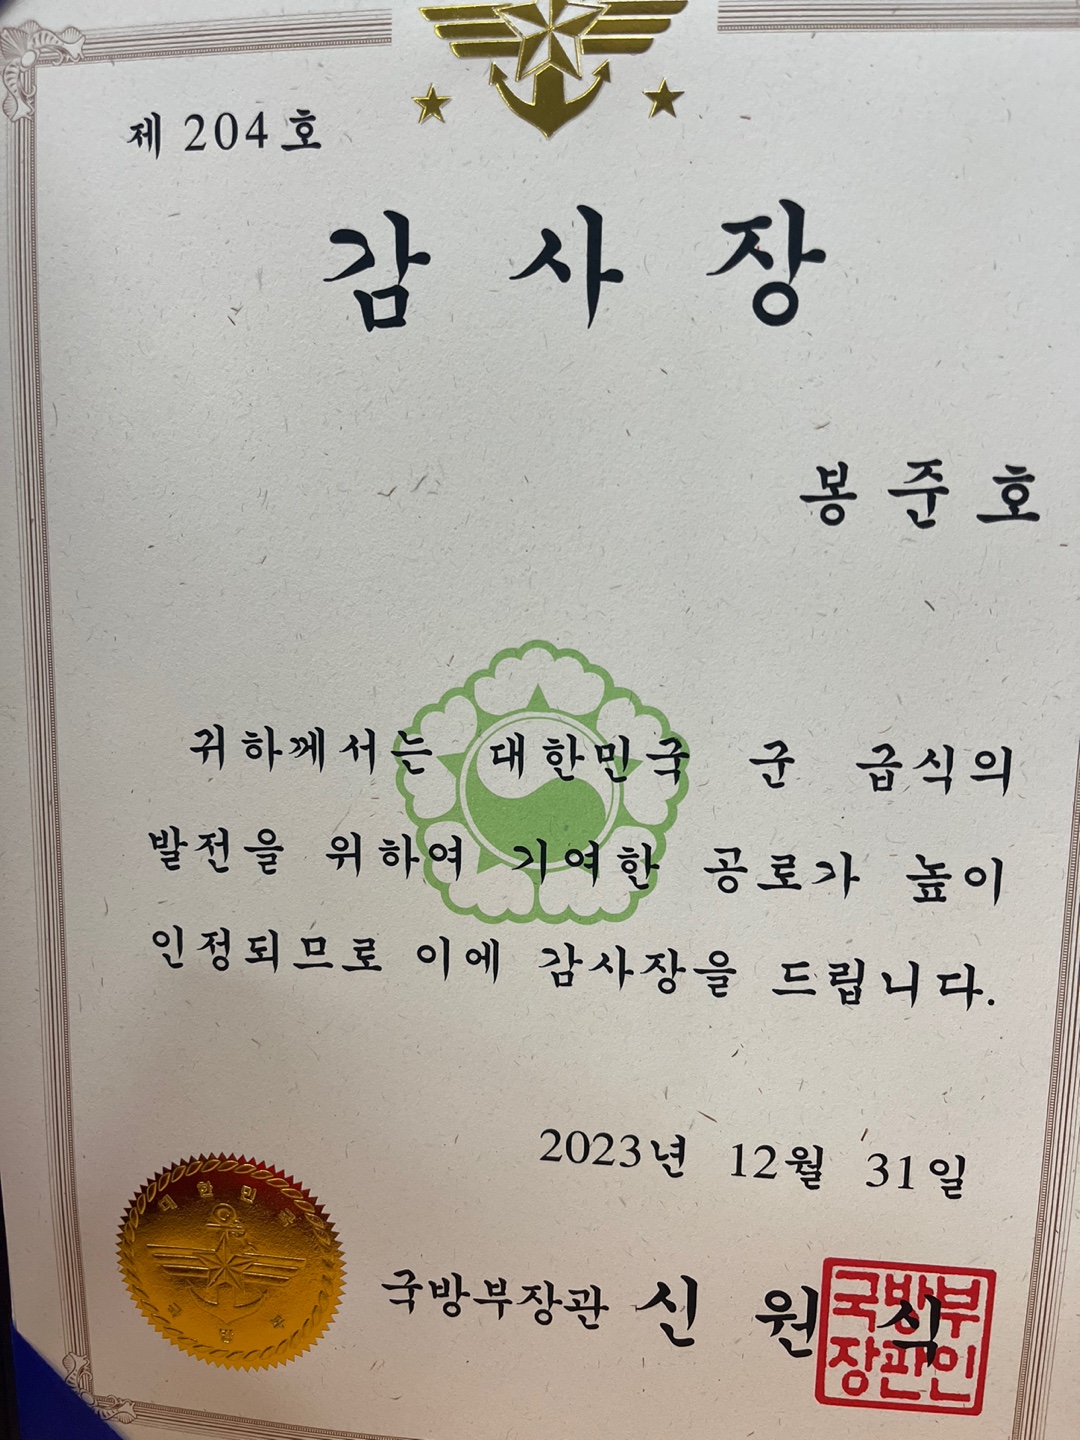 제 204 호
감 사 장
봉 준 호
귀하께서는 대한민국 군 급식의
발전을 위하여 기여한 공로가 높이
인정되므로 이에 감사장을 드립니다.
2023년 12월 31일
국방부장관 신 원 식
국방부
장관인
대한민국